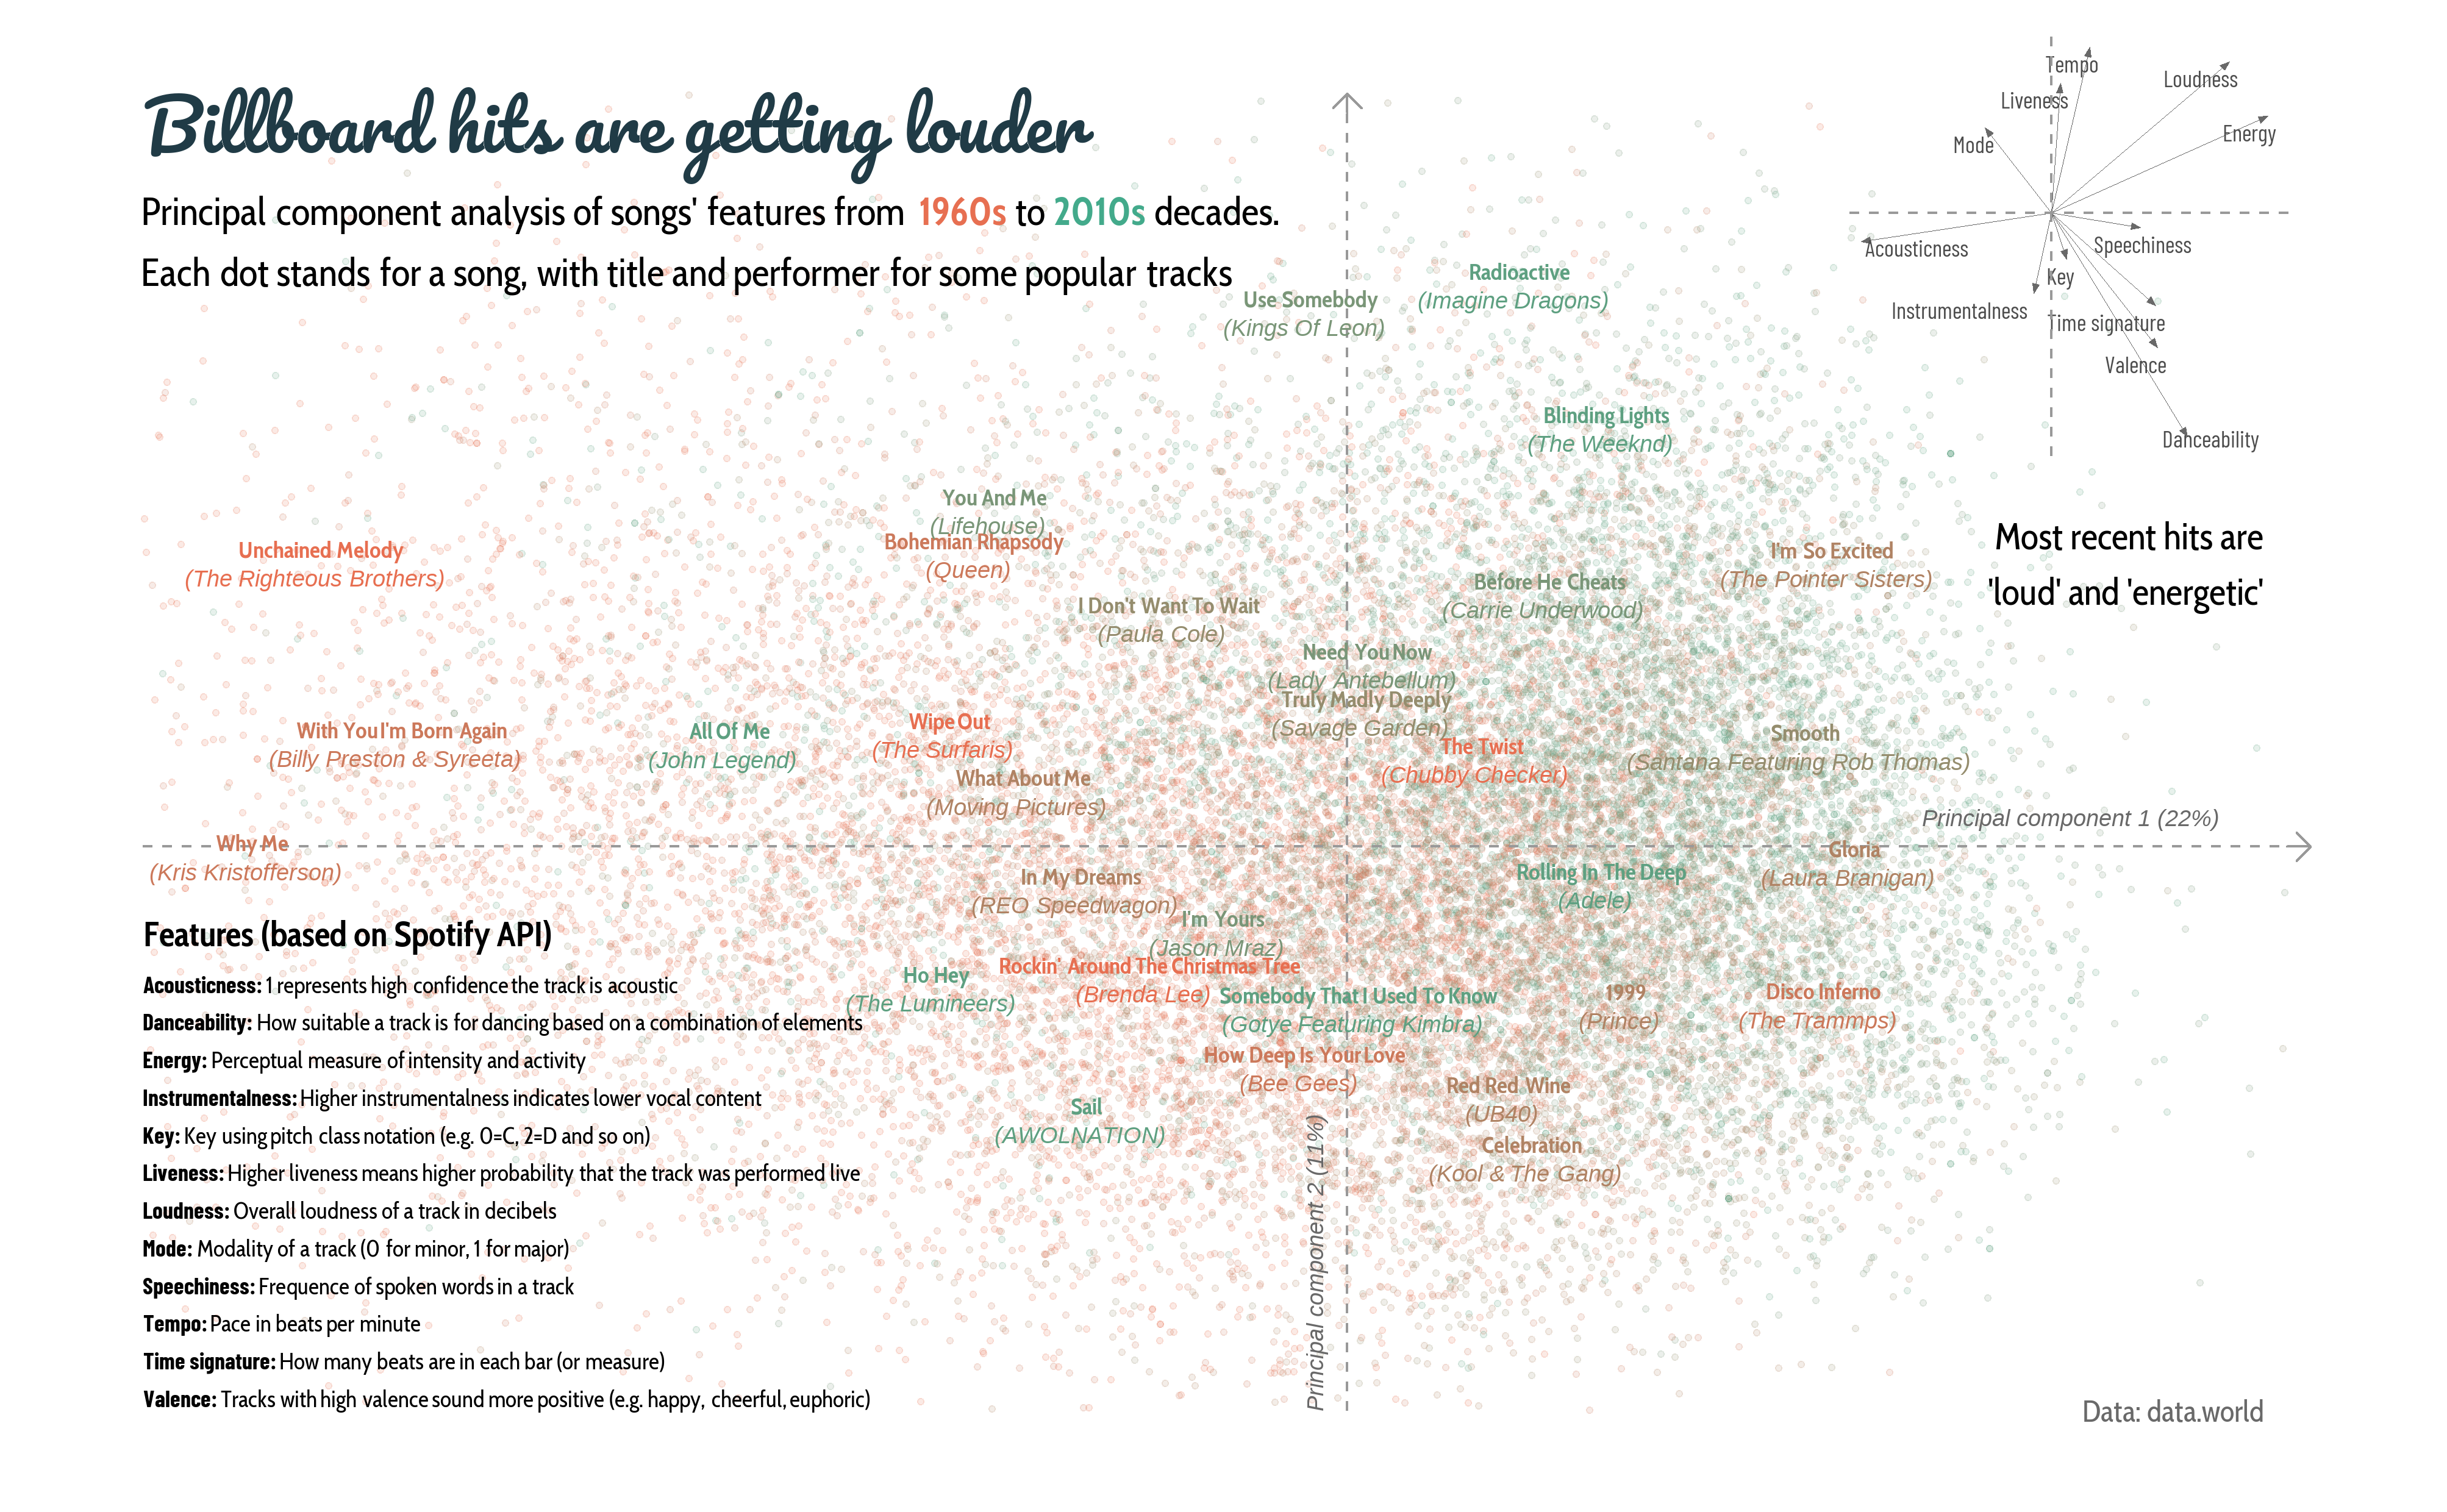 Billboard hits are getting louder
Principal component analysis of songs' features from 1960s to 2010s decades.
Each dot stands for a song, with title and performer for some popular tracks
Tempo
Loudness
Liveness
Energy
Mode
Acousticness
Speechiness
Key
Instrumentalness
Time signature
Valence
Danceability
Radioactive
(Imagine Dragons)
Use Somebody
(Kings Of Leon)
Blinding Lights
(The Weeknd)
You And Me
(Lifehouse)
Bohemian Rhapsody
(Queen)
Unchained Melody
(The Righteous Brothers)
I'm So Excited
(The Pointer Sisters)
Most recent hits are
'loud' and 'energetic'
Before He Cheats
(Carrie Underwood)
I Don't Want To Wait
(Paula Cole)
Need You Now
(Lady Antebellum)
Truly Madly Deeply
(Savage Garden)
With You I'm Born Again
(Billy Preston & Syreeta)
All Of Me
(John Legend)
Wipe Out
(The Surfaris)
The Twist
(Chubby Checker)
Smooth
(Santana Featuring Rob Thomas)
What About Me
(Moving Pictures)
Principal component 1 (22%)
Why Me
(Kris Kristofferson)
Gloria
(Laura Branigan)
Rolling In The Deep
(Adele)
In My Dreams
(REO Speedwagon)
I'm Yours
(Jason Mraz)
Rockin' Around The Christmas Tree
(Brenda Lee)
Ho Hey
(The Lumineers)
Somebody That I Used To Know
(Gotye Featuring Kimbra)
1999
(Prince)
Disco Inferno
(The Trammps)
How Deep Is Your Love
(Bee Gees)
Red Red Wine
(UB40)
Sail
(AWOLNATION)
Celebration
(Kool & The Gang)
Principal component 2 (11%)
Features (based on Spotify API)
Acousticness: 1 represents high confidence the track is acoustic
Danceability: How suitable a track is for dancing based on a combination of elements
Energy: Perceptual measure of intensity and activity
Instrumentalness: Higher instrumentalness indicates lower vocal content
Key: Key using pitch class notation (e.g. 0=C, 2=D and so on)
Liveness: Higher liveness means higher probability that the track was performed live
Loudness: Overall loudness of a track in decibels
Mode: Modality of a track (0 for minor, 1 for major)
Speechiness: Frequence of spoken words in a track
Tempo: Pace in beats per minute
Time signature: How many beats are in each bar (or measure)
Valence: Tracks with high valence sound more positive (e.g. happy, cheerful, euphoric)
Data: data.world